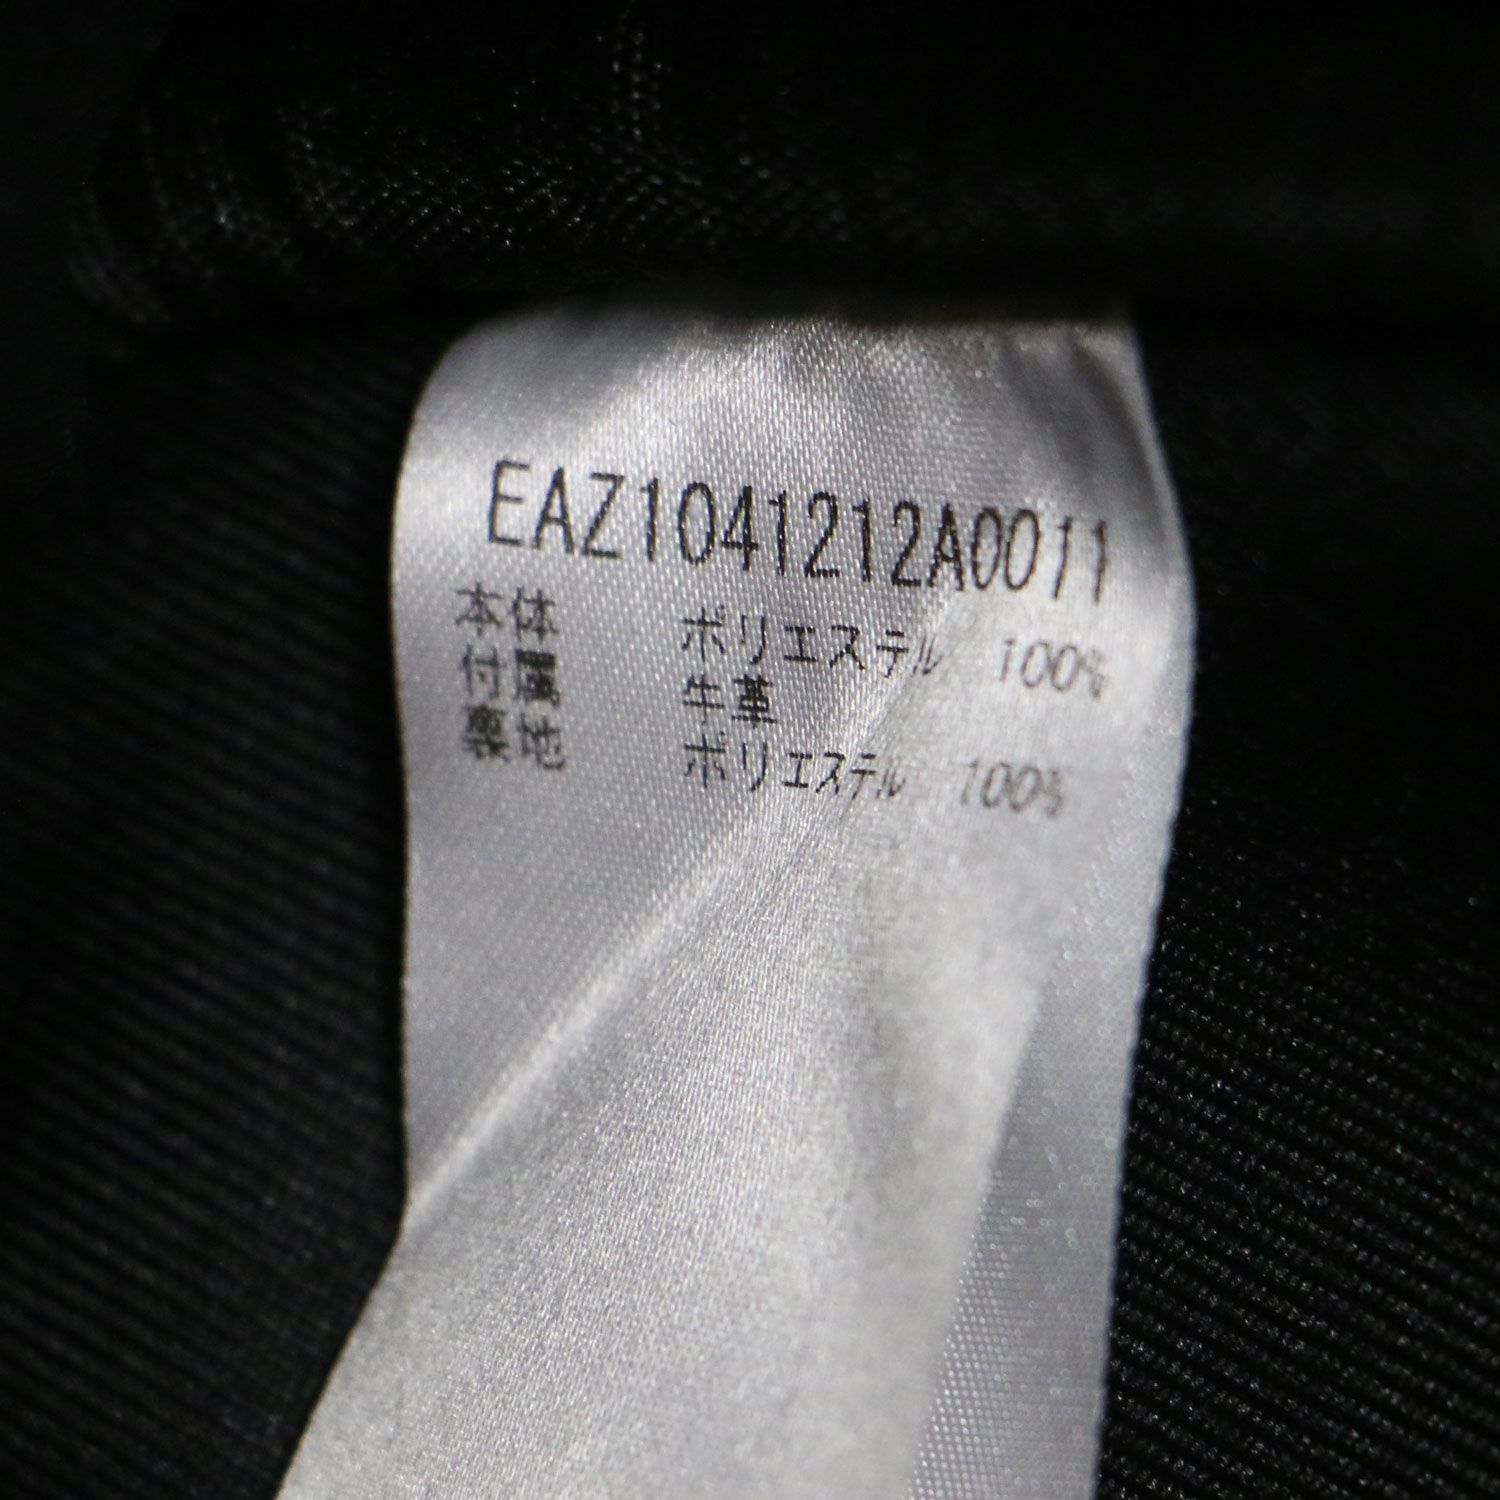 EAZ1041212A0011
本体 ポリエステル 100%
付属 牛革
裏地 ポリエステル 100%